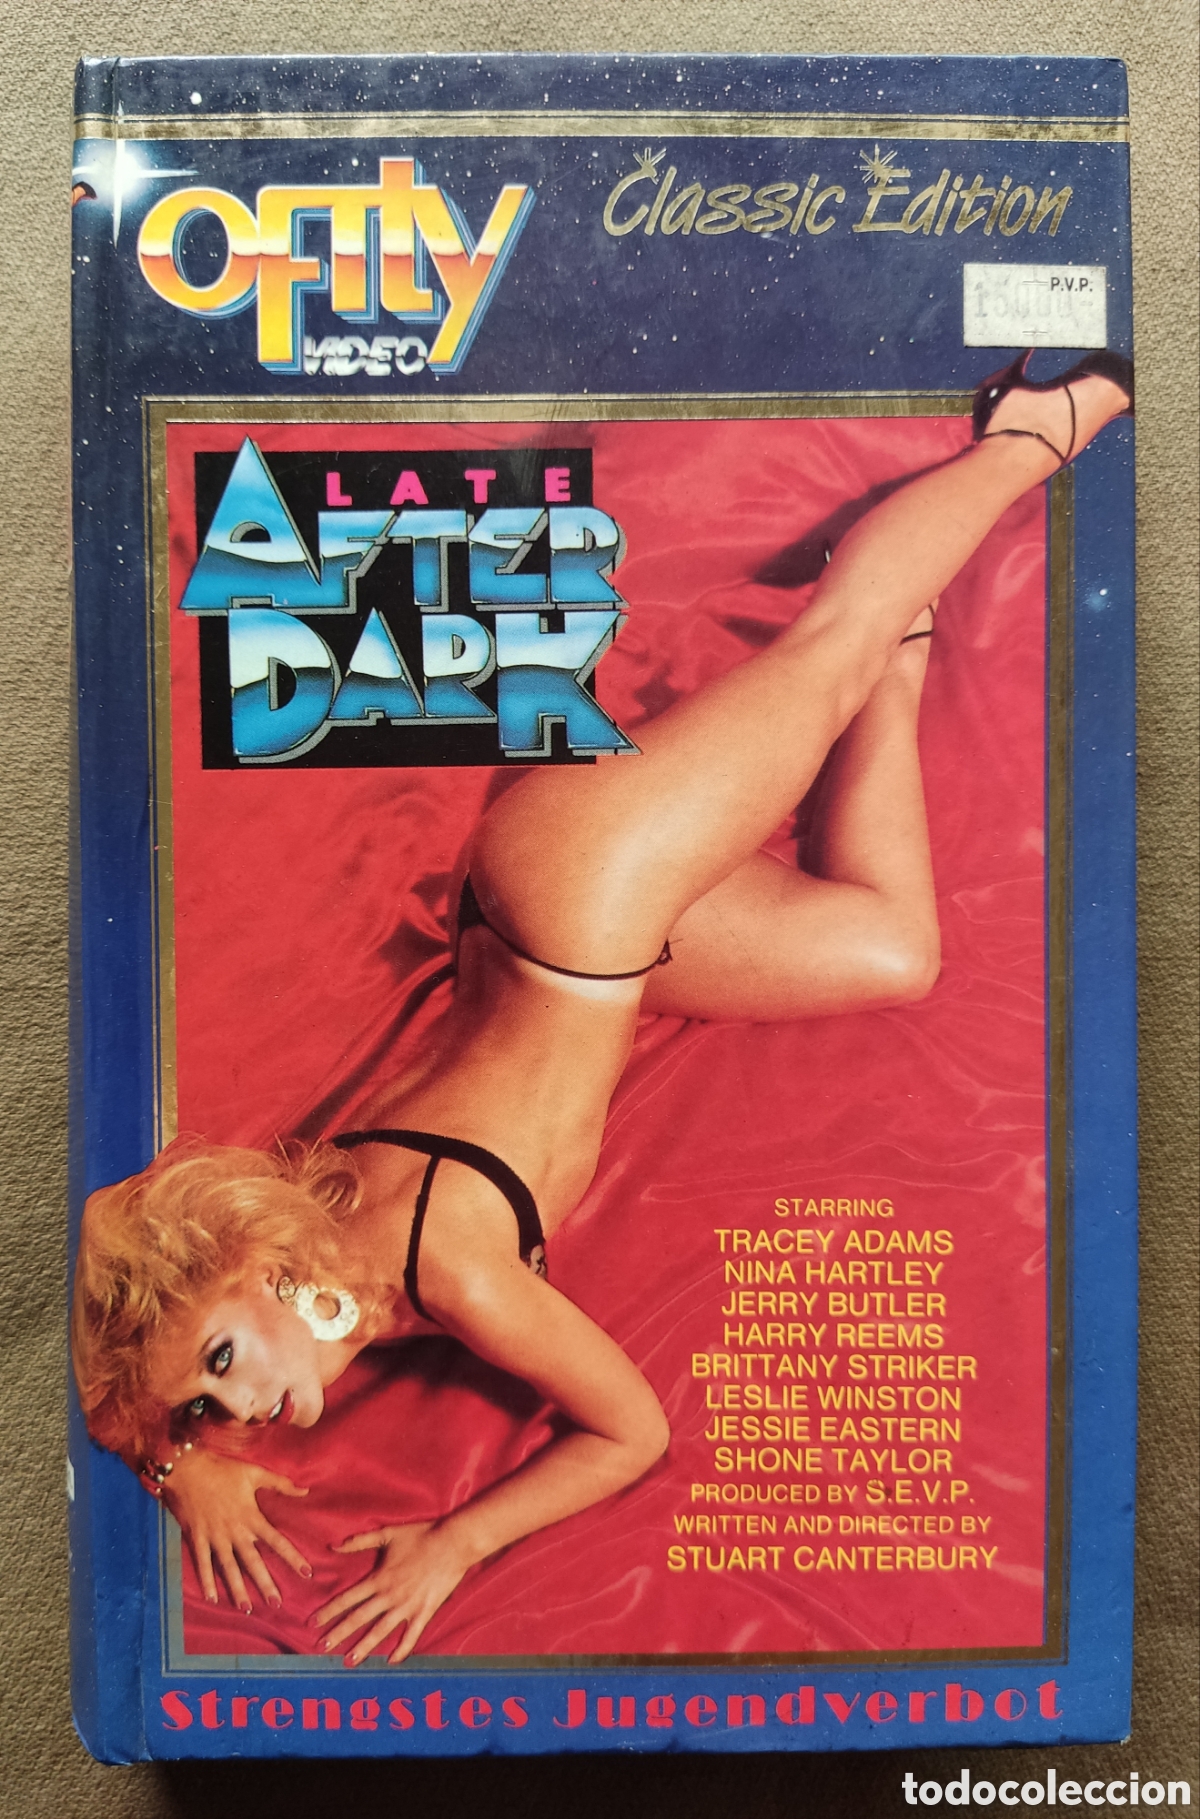 OFTLY
VIDEO
Classic Edition
P.V.P.
LATE
AFTER
DARK
STARRING
TRACEY ADAMS
NINA HARTLEY
JERRY BUTLER
HARRY REEMS
BRITTANY STRIKER
LESLIE WINSTON
JESSIE EASTERN
SHONE TAYLOR
PRODUCED BY S.E.V.P.
WRITTEN AND DIRECTED BY
STUART CANTERBURY
Strengstes Jugendverbot
todocoleccion